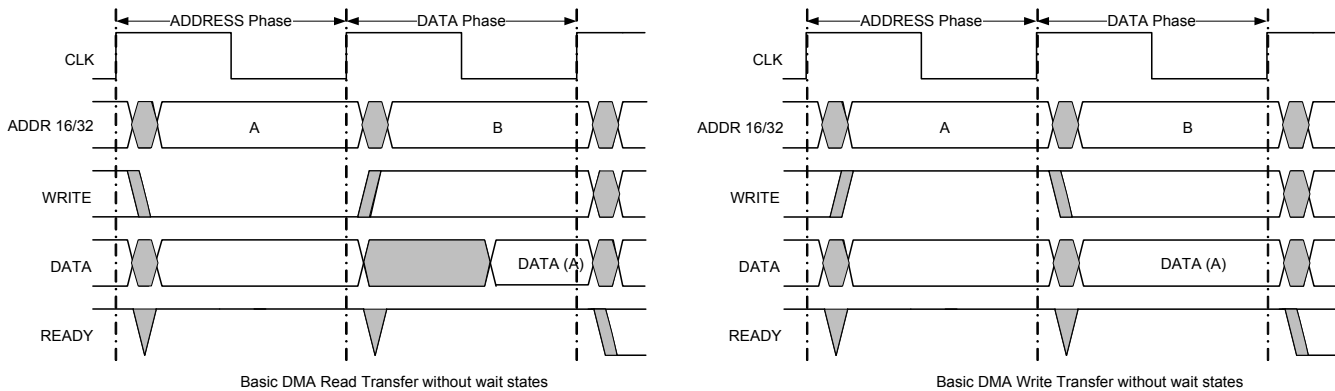 ADDRESS Phase DATA Phase
CLK
ADDR 16/32 A B
WRITE
DATA DATA (A)
READY
Basic DMA Read Transfer without wait states
ADDRESS Phase DATA Phase
CLK
ADDR 16/32 A B
WRITE
DATA DATA (A)
READY
Basic DMA Write Transfer without wait states